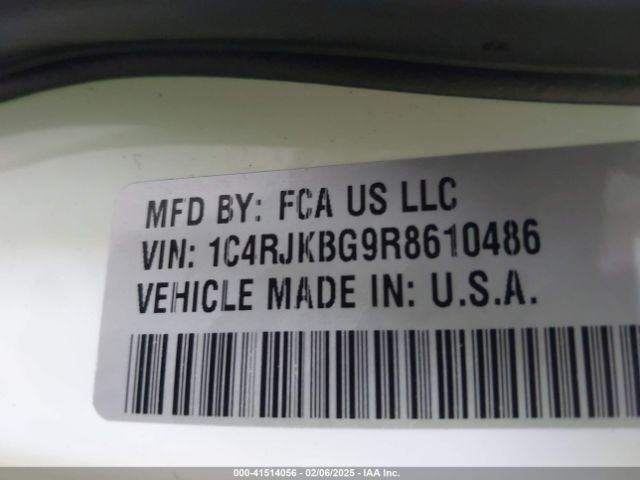 MFD BY: FCA US LLC
VIN: 1C4RJKBG9R8610486
VEHICLE MADE IN: U.S.A.
000-41514056 — 02/06/2025 — IAA Inc.